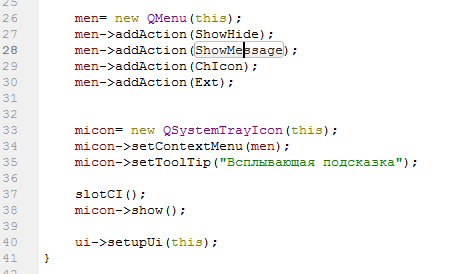 25
26 men= new QMenu(this);
27 men->addAction(ShowHide);
28 men->addAction(ShowMessage);
29 men->addAction(ChIcon);
30 men->addAction(Ext);
31
32
33 micon= new QSystemTrayIcon(this);
34 micon->setContextMenu(men);
35 micon->setToolTip("Всплывающая подсказка");
36
37 slotCI();
38 micon->show();
39
40 ui->setupUi(this);
41 }
42